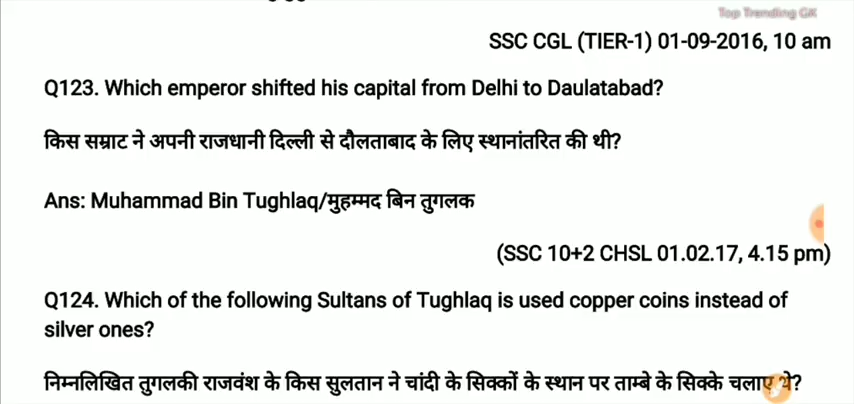 Top Trending GK
SSC CGL (TIER-1) 01-09-2016, 10 am
Q123. Which emperor shifted his capital from Delhi to Daulatabad?
किस सम्राट ने अपनी राजधानी दिल्ली से दौलताबाद के लिए स्थानांतरित की थी?
Ans: Muhammad Bin Tughlaq/मुहम्मद बिन तुगलक
(SSC 10+2 CHSL 01.02.17, 4.15 pm)
Q124. Which of the following Sultans of Tughlaq is used copper coins instead of
silver ones?
निम्नलिखित तुगलकी राजवंश के किस सुलतान ने चांदी के सिक्कों के स्थान पर ताम्बे के सिक्के चलाए थे?